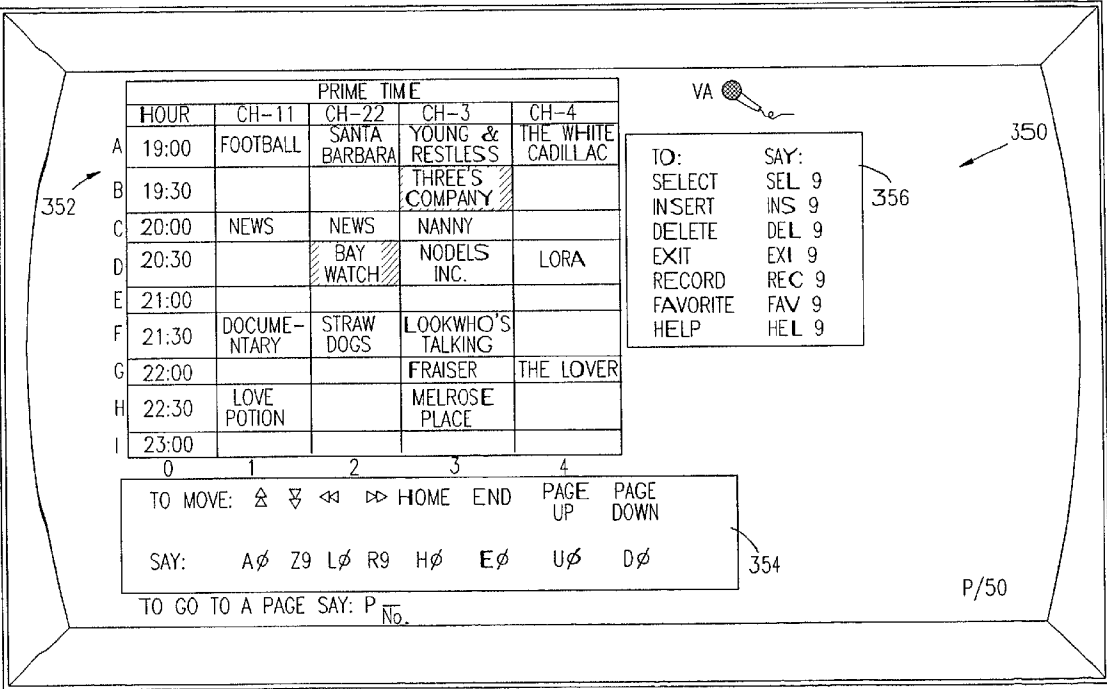 PRIME TIME
HOUR CH-11 CH-22 CH-3 CH-4
A 19:00 FOOTBALL SANTA BARBARA YOUNG & RESTLESS THE WHITE CADILLAC
B 19:30 THREE'S COMPANY
C 20:00 NEWS NEWS NANNY
D 20:30 BAY WATCH NODELS INC. LORA
E 21:00
F 21:30 DOCUME-NTARY STRAW DOGS LOOKWHO'S TALKING
G 22:00 FRAISER THE LOVER
H 22:30 LOVE POTION MELROSE PLACE
I 23:00
0 1 2 3 4
352
VA
350
TO: SAY:
SELECT SEL 9
INSERT INS 9
DELETE DEL 9
EXIT EXI 9
RECORD REC 9
FAVORITE FAV 9
HELP HEL 9
356
TO MOVE: HOME END PAGE UP PAGE DOWN
SAY: AØ Z9 LØ R9 HØ EØ UØ DØ
354
TO GO TO A PAGE SAY: P No.
P/50